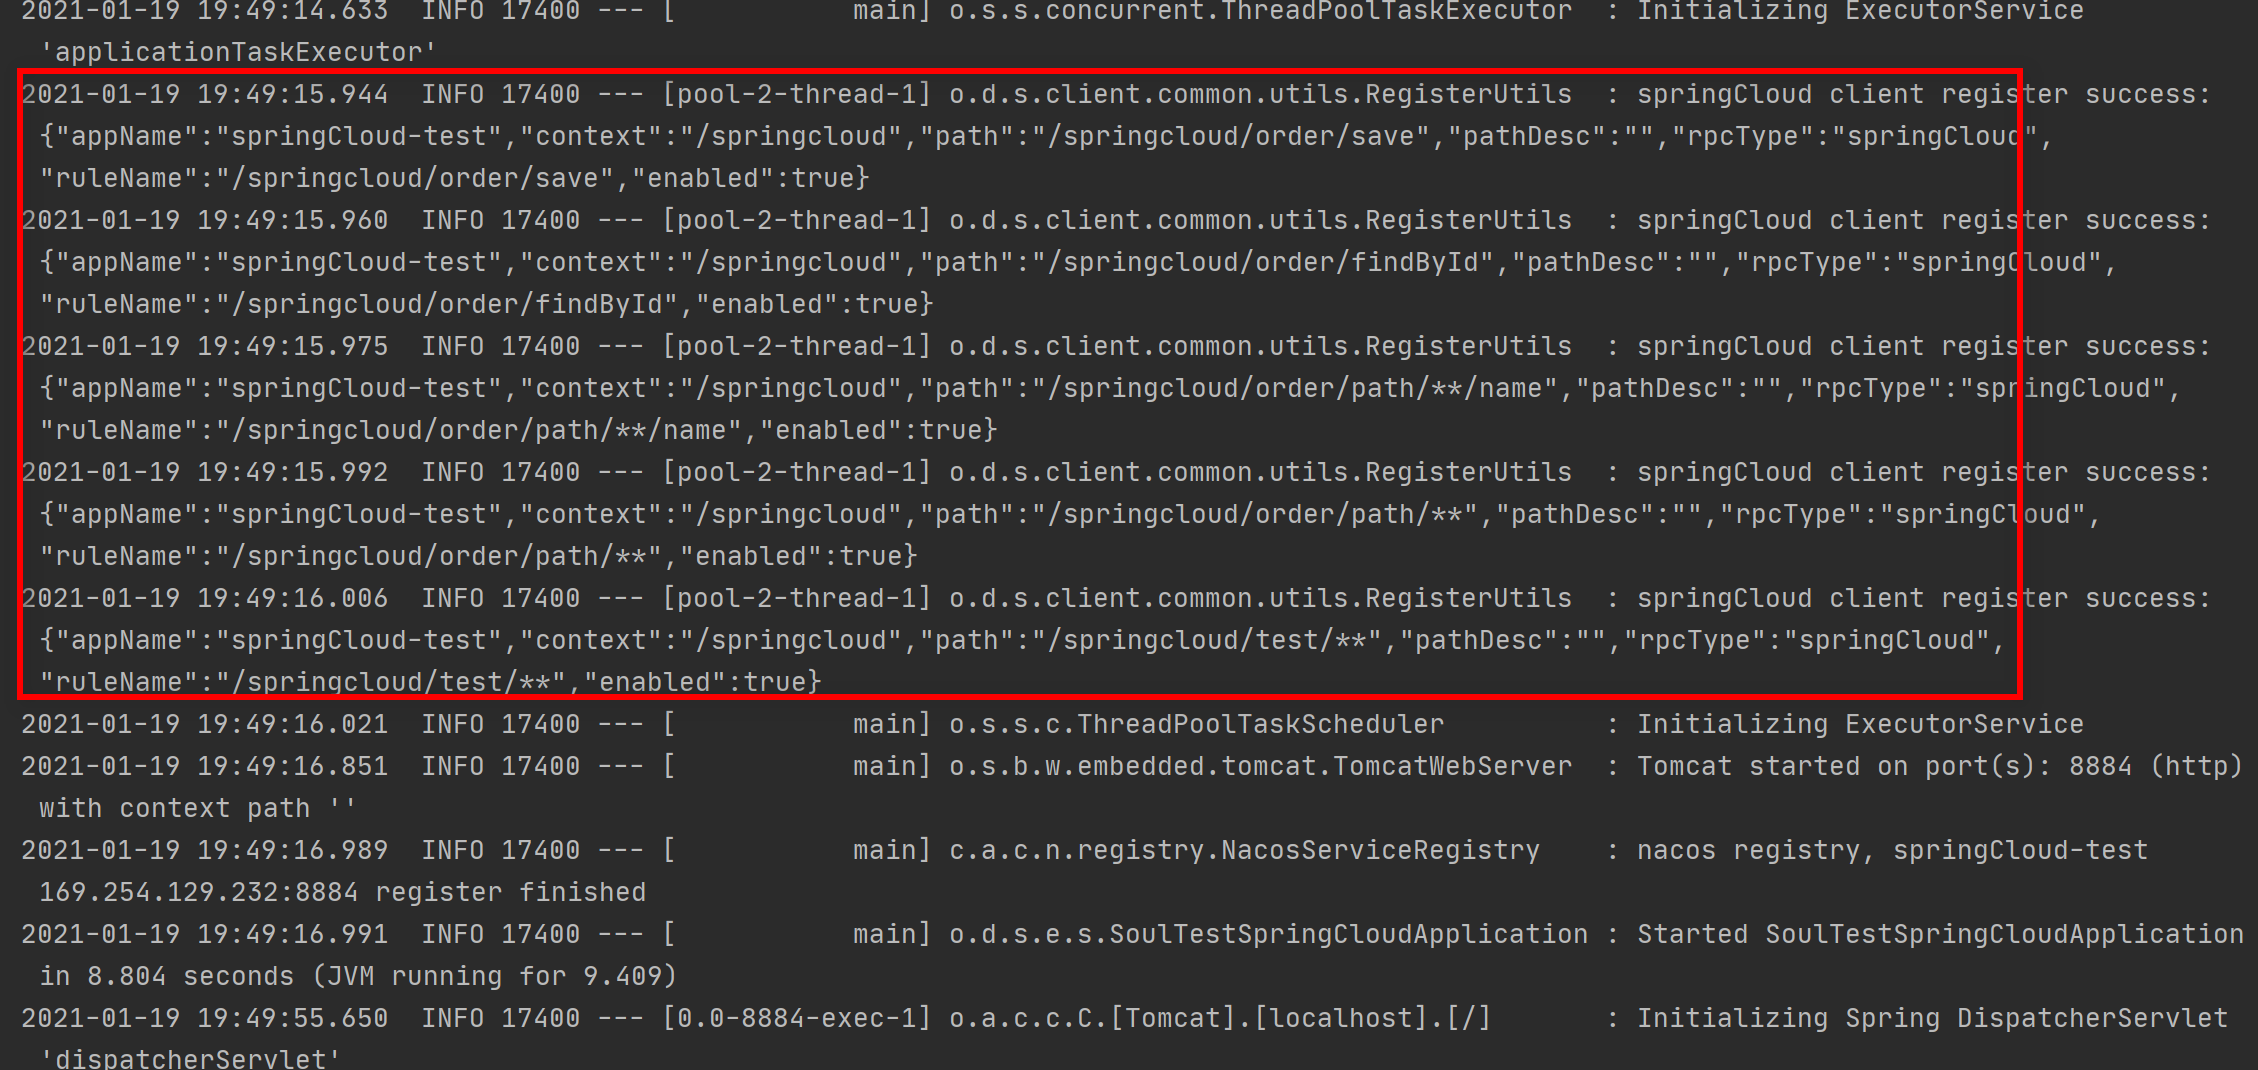 2021-01-19 19:49:14.633  INFO 17400 --- [           main] o.s.s.concurrent.ThreadPoolTaskExecutor  : Initializing ExecutorService
'applicationTaskExecutor'
2021-01-19 19:49:15.944  INFO 17400 --- [pool-2-thread-1] o.d.s.client.common.utils.RegisterUtils  : springCloud client register success:
{"appName":"springCloud-test","context":"/springcloud","path":"/springcloud/order/save","pathDesc":"","rpcType":"springCloud",
"ruleName":"/springcloud/order/save","enabled":true}
2021-01-19 19:49:15.960  INFO 17400 --- [pool-2-thread-1] o.d.s.client.common.utils.RegisterUtils  : springCloud client register success:
{"appName":"springCloud-test","context":"/springcloud","path":"/springcloud/order/findById","pathDesc":"","rpcType":"springCloud",
"ruleName":"/springcloud/order/findById","enabled":true}
2021-01-19 19:49:15.975  INFO 17400 --- [pool-2-thread-1] o.d.s.client.common.utils.RegisterUtils  : springCloud client register success:
{"appName":"springCloud-test","context":"/springcloud","path":"/springcloud/order/path/**/name","pathDesc":"","rpcType":"springCloud",
"ruleName":"/springcloud/order/path/**/name","enabled":true}
2021-01-19 19:49:15.992  INFO 17400 --- [pool-2-thread-1] o.d.s.client.common.utils.RegisterUtils  : springCloud client register success:
{"appName":"springCloud-test","context":"/springcloud","path":"/springcloud/order/path/**","pathDesc":"","rpcType":"springCloud",
"ruleName":"/springcloud/order/path/**","enabled":true}
2021-01-19 19:49:16.006  INFO 17400 --- [pool-2-thread-1] o.d.s.client.common.utils.RegisterUtils  : springCloud client register success:
{"appName":"springCloud-test","context":"/springcloud","path":"/springcloud/test/**","pathDesc":"","rpcType":"springCloud",
"ruleName":"/springcloud/test/**","enabled":true}
2021-01-19 19:49:16.021  INFO 17400 --- [           main] o.s.s.c.ThreadPoolTaskScheduler          : Initializing ExecutorService
2021-01-19 19:49:16.851  INFO 17400 --- [           main] o.s.b.w.embedded.tomcat.TomcatWebServer  : Tomcat started on port(s): 8884 (http)
with context path ''
2021-01-19 19:49:16.989  INFO 17400 --- [           main] c.a.c.n.registry.NacosServiceRegistry    : nacos registry, springCloud-test
169.254.129.232:8884 register finished
2021-01-19 19:49:16.991  INFO 17400 --- [           main] o.d.s.e.s.SoulTestSpringCloudApplication : Started SoulTestSpringCloudApplication
in 8.804 seconds (JVM running for 9.409)
2021-01-19 19:49:55.650  INFO 17400 --- [0.0-8884-exec-1] o.a.c.c.C.[Tomcat].[localhost].[/]       : Initializing Spring DispatcherServlet
'dispatcherServlet'